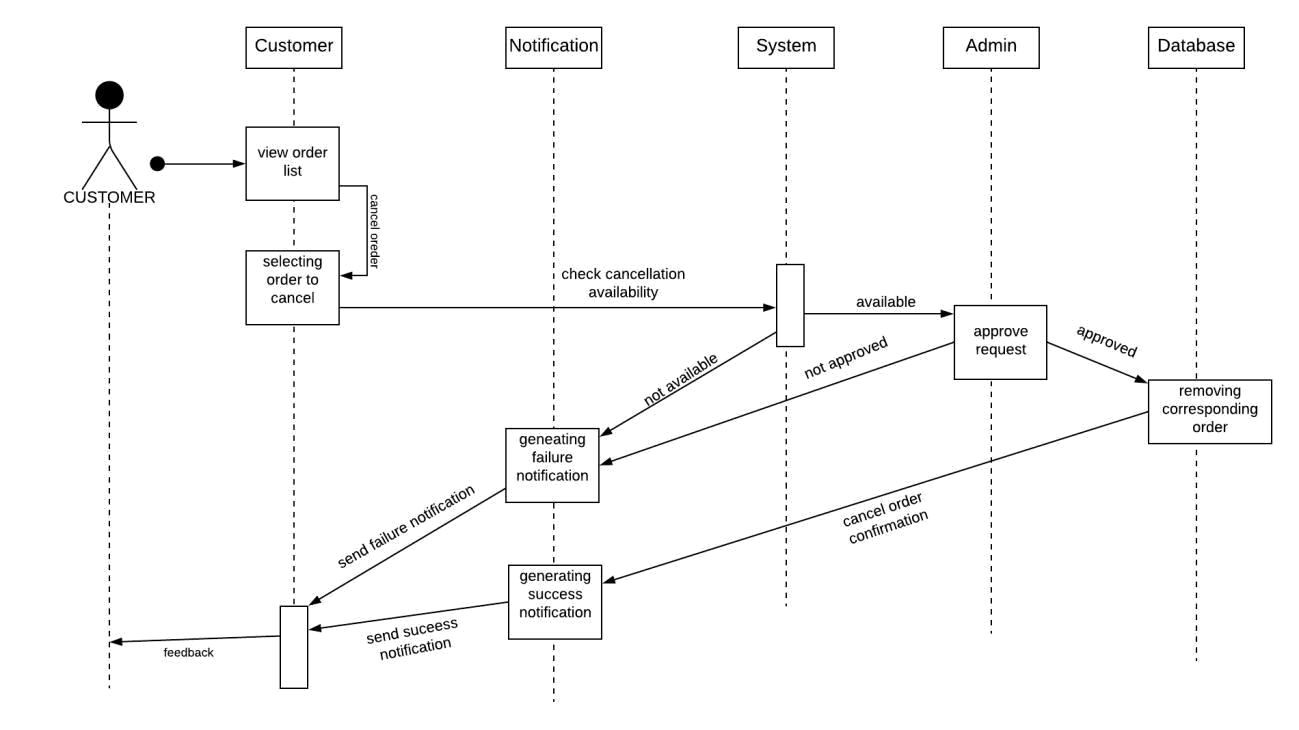 Customer
Notification
System
Admin
Database
CUSTOMER
view order
list
cancel oreder
selecting
order to
cancel
check cancellation
availability
available
approve
request
approved
not approved
not available
removing
corresponding
order
geneating
failure
notification
send failure notification
cancel order
confirmation
generating
success
notification
send suceess
notification
feedback